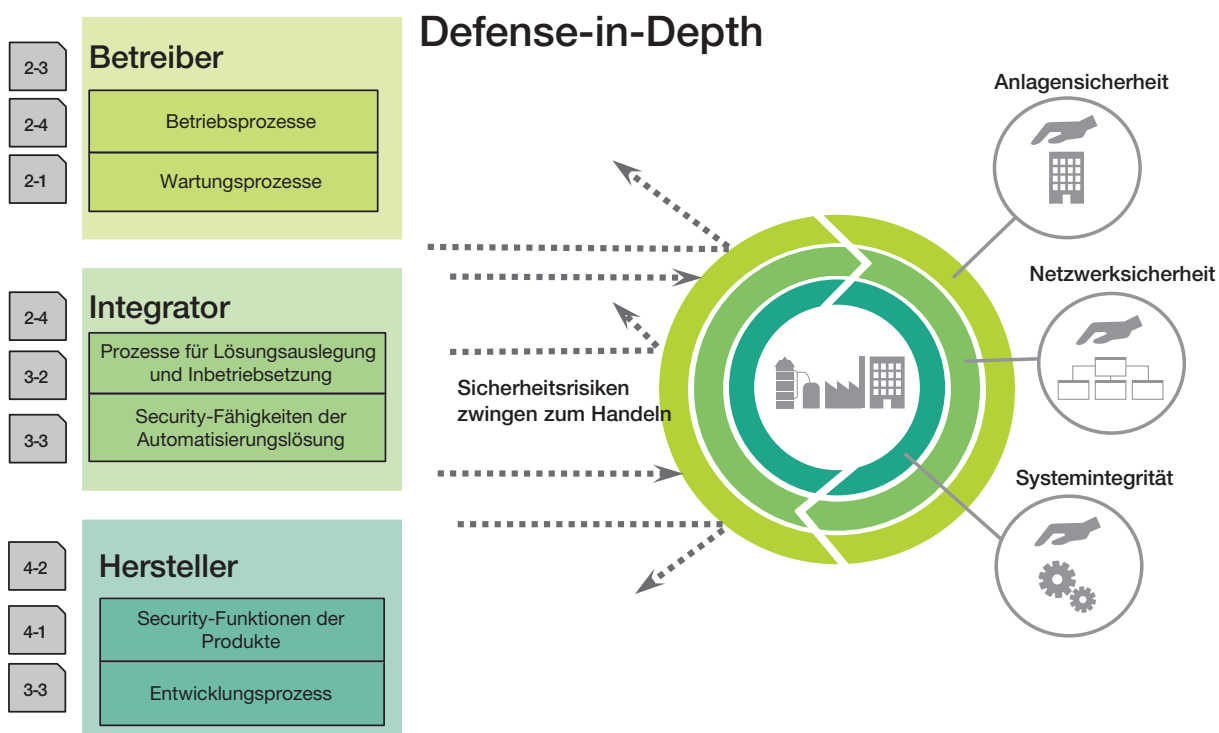 Defense-in-Depth
2-3
2-4
2-1
Betreiber
Betriebsprozesse
Wartungsprozesse
2-4
3-2
3-3
Integrator
Prozesse für Lösungsauslegung
und Inbetriebsetzung
Security-Fähigkeiten der
Automatisierungslösung
4-2
4-1
3-3
Hersteller
Security-Funktionen der
Produkte
Entwicklungsprozess
Sicherheitsrisiken
zwingen zum Handeln
Anlagensicherheit
Netzwerksicherheit
Systemintegrität